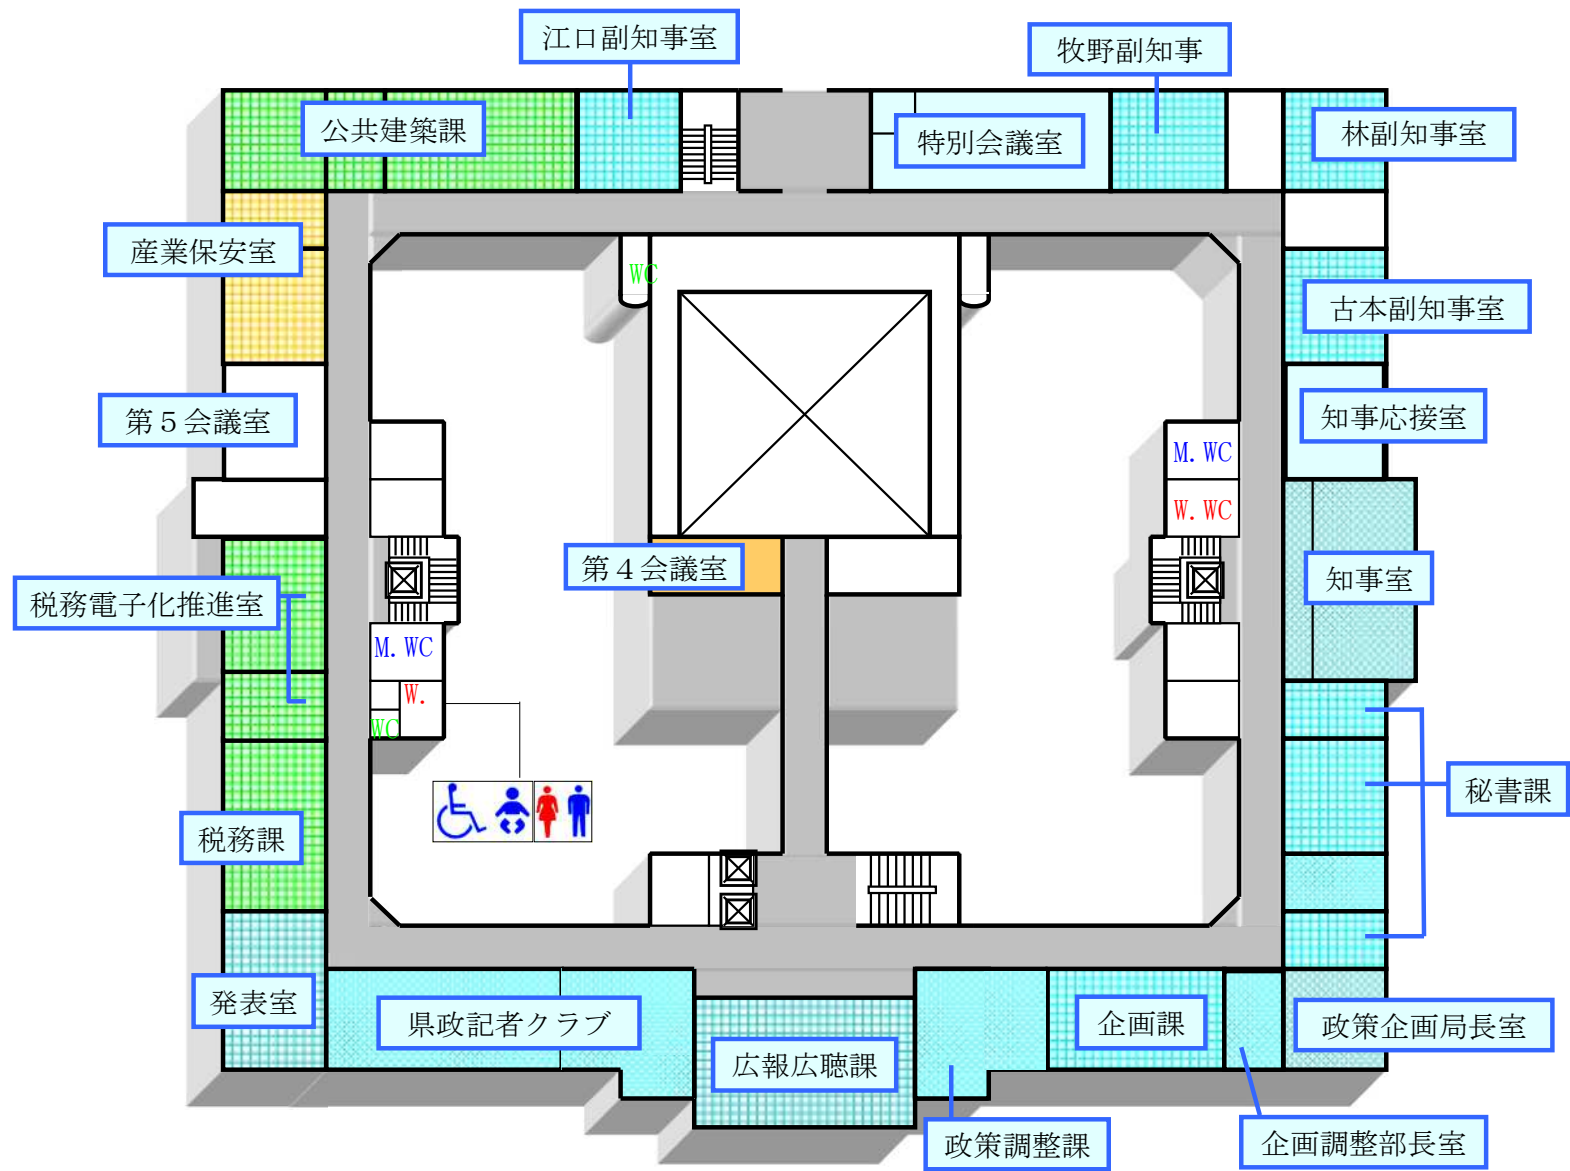 江口副知事室
牧野副知事
公共建築課
特別会議室
林副知事室
産業保安室
WC
古本副知事室
第５会議室
知事応接室
M.WC
W.WC
第４会議室
知事室
税務電子化推進室
M.WC
W.
WC
秘書課
税務課
発表室
県政記者クラブ
企画課
政策企画局長室
広報広聴課
政策調整課
企画調整部長室